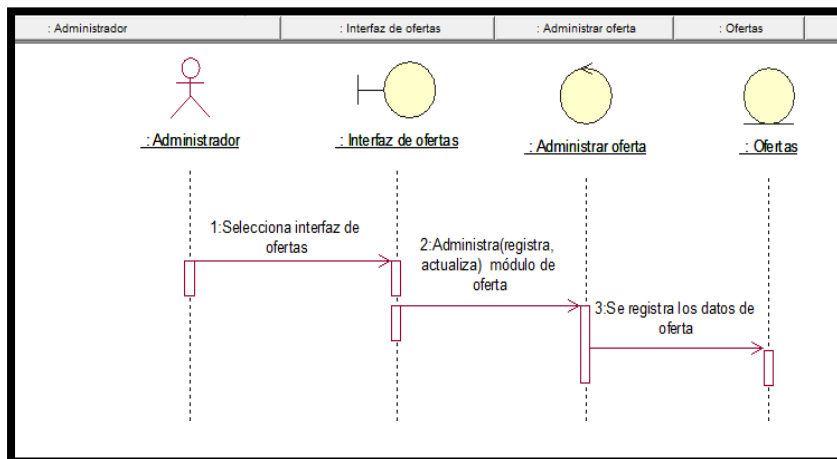 : Administrador
: Interfaz de ofertas
: Administrar oferta
: Ofertas
: Administrador
: Interfaz de ofertas
: Administrar oferta
: Ofertas
1:Selecciona interfaz de
ofertas
2:Administra(registra,
actualiza) módulo de
oferta
3:Se registra los datos de
oferta